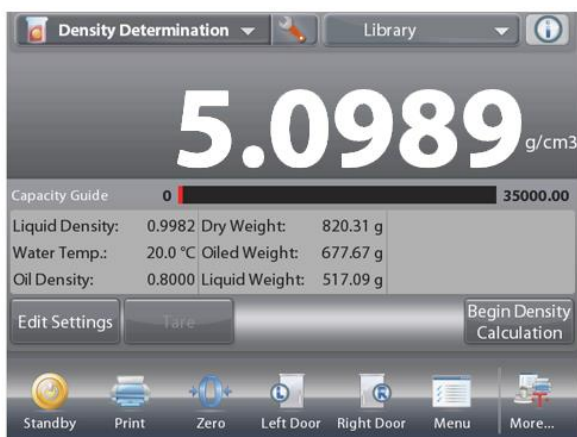 Density Determination Library
5.0989 g/cm3
Capacity Guide 0 35000.00
Liquid Density: 0.9982 Dry Weight: 820.31 g
Water Temp.: 20.0 °C Oiled Weight: 677.67 g
Oil Density: 0.8000 Liquid Weight: 517.09 g
Edit Settings Tare Begin Density
Calculation
L R
Standby Print Zero Left Door Right Door Menu More...